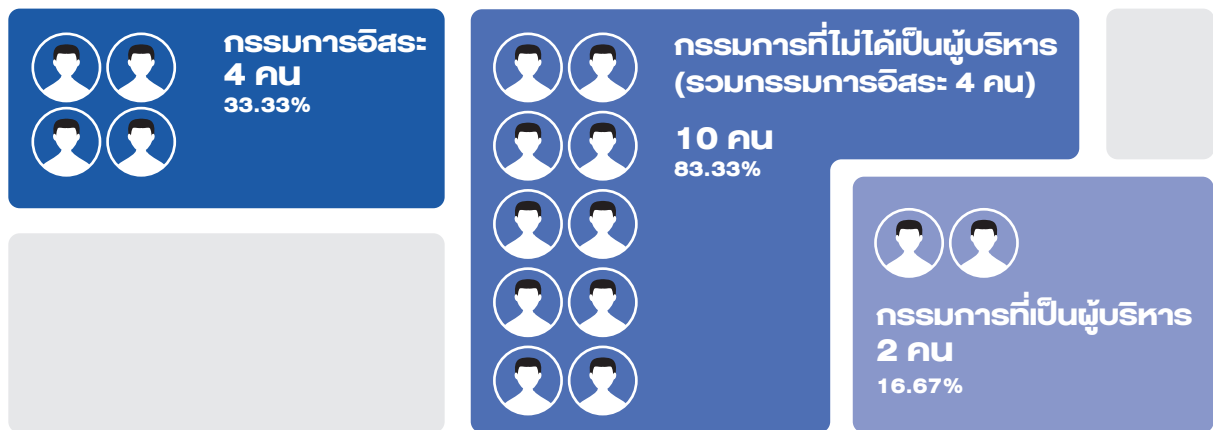 กรรมการอิสระ
4 คน
33.33%
กรรมการที่ไม่ได้เป็นผู้บริหาร
(รวมกรรมการอิสระ 4 คน)
10 คน
83.33%
กรรมการที่เป็นผู้บริหาร
2 คน
16.67%